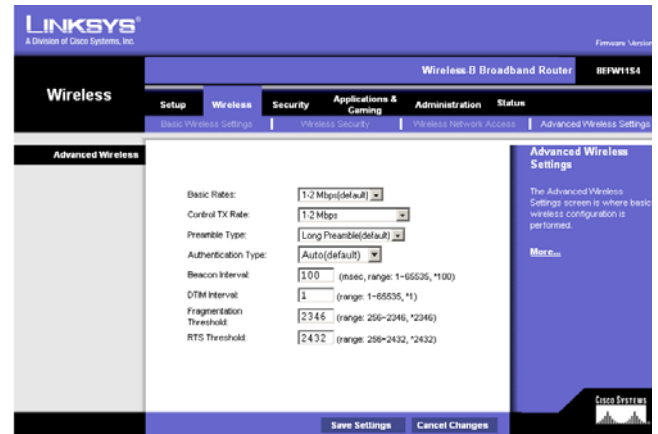 LINKSYS®
A Division of Cisco Systems, Inc.
Firmware Version
Wireless-B Broadband Router BEFW11S4
Wireless
Setup Wireless Security Applications & Gaming Administration Status
Basic Wireless Settings Wireless Security Wireless Network Access Advanced Wireless Settings
Advanced Wireless
Basic Rates: 1-2 Mbps(default)
Control TX Rate: 1-2 Mbps
Preamble Type: Long Preamble(default)
Authentication Type: Auto(default)
Beacon Interval: 100 (msec, range: 1~65535, *100)
DTIM Interval: 1 (range: 1~65535, *1)
Fragmentation Threshold: 2346 (range: 256~2346, *2346)
RTS Threshold: 2432 (range: 256~2432, *2432)
Advanced Wireless
Settings
The Advanced Wireless
Settings screen is where basic
wireless configuration is
performed.
More...
Save Settings Cancel Changes
CISCO SYSTEMS